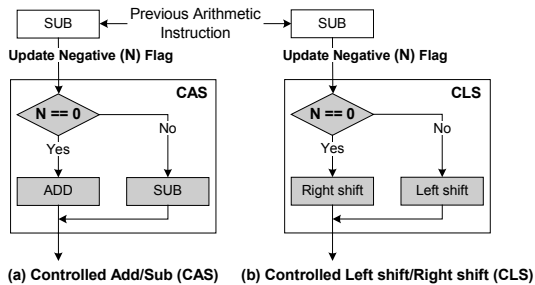 SUB
Previous Arithmetic
Instruction
SUB
Update Negative (N) Flag
Update Negative (N) Flag
CAS
N == 0
No
Yes
ADD
SUB
CLS
N == 0
No
Yes
Right shift
Left shift
(a) Controlled Add/Sub (CAS)
(b) Controlled Left shift/Right shift (CLS)